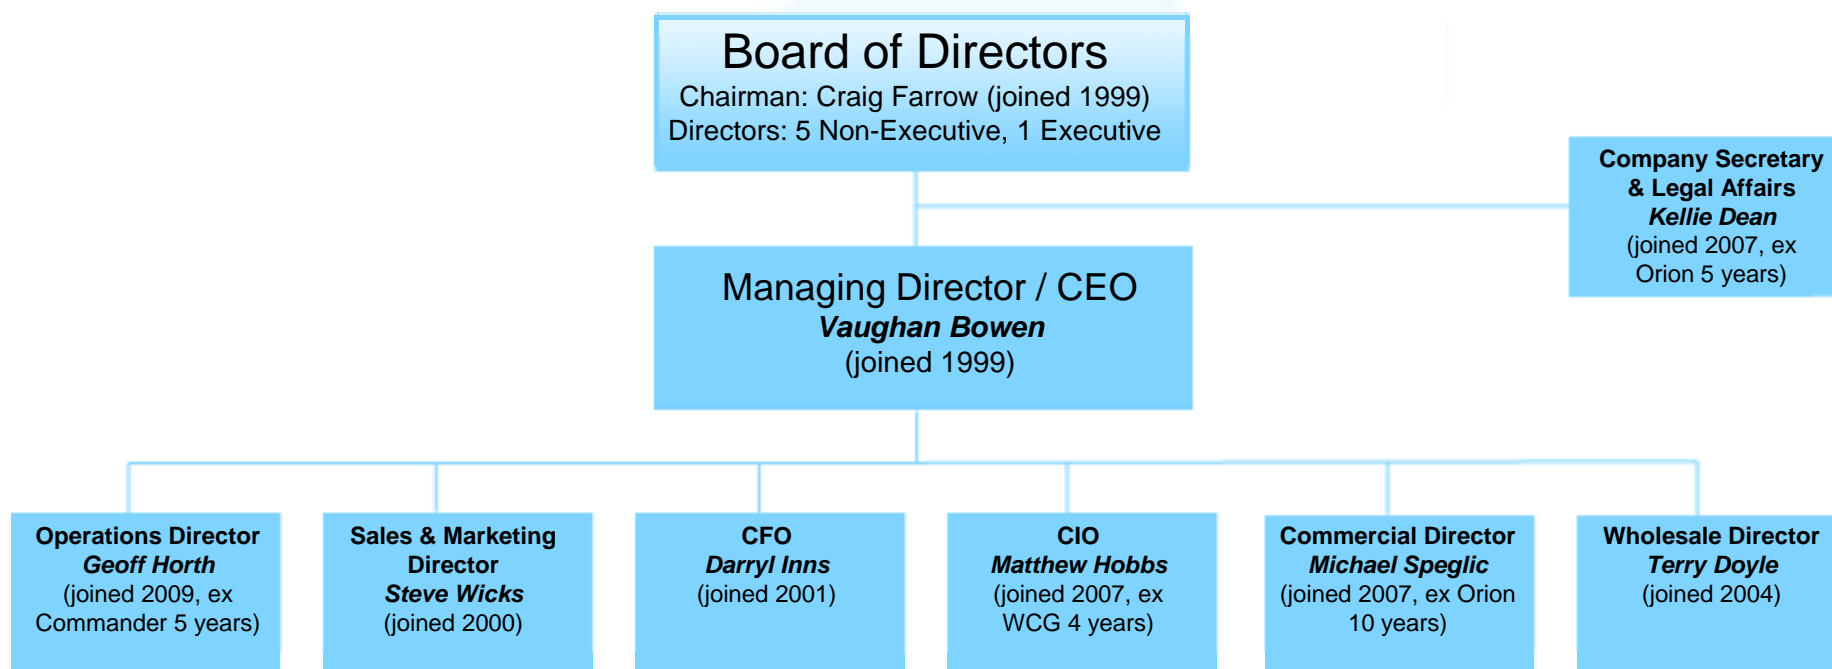 Board of Directors
Chairman: Craig Farrow (joined 1999)
Directors: 5 Non-Executive, 1 Executive
Company Secretary
& Legal Affairs
Kellie Dean
(joined 2007, ex
Orion 5 years)
Managing Director / CEO
Vaughan Bowen
(joined 1999)
Operations Director
Geoff Horth
(joined 2009, ex
Commander 5 years)
Sales & Marketing
Director
Steve Wicks
(joined 2000)
CFO
Darryl Inns
(joined 2001)
CIO
Matthew Hobbs
(joined 2007, ex
WCG 4 years)
Commercial Director
Michael Speglic
(joined 2007, ex Orion
10 years)
Wholesale Director
Terry Doyle
(joined 2004)